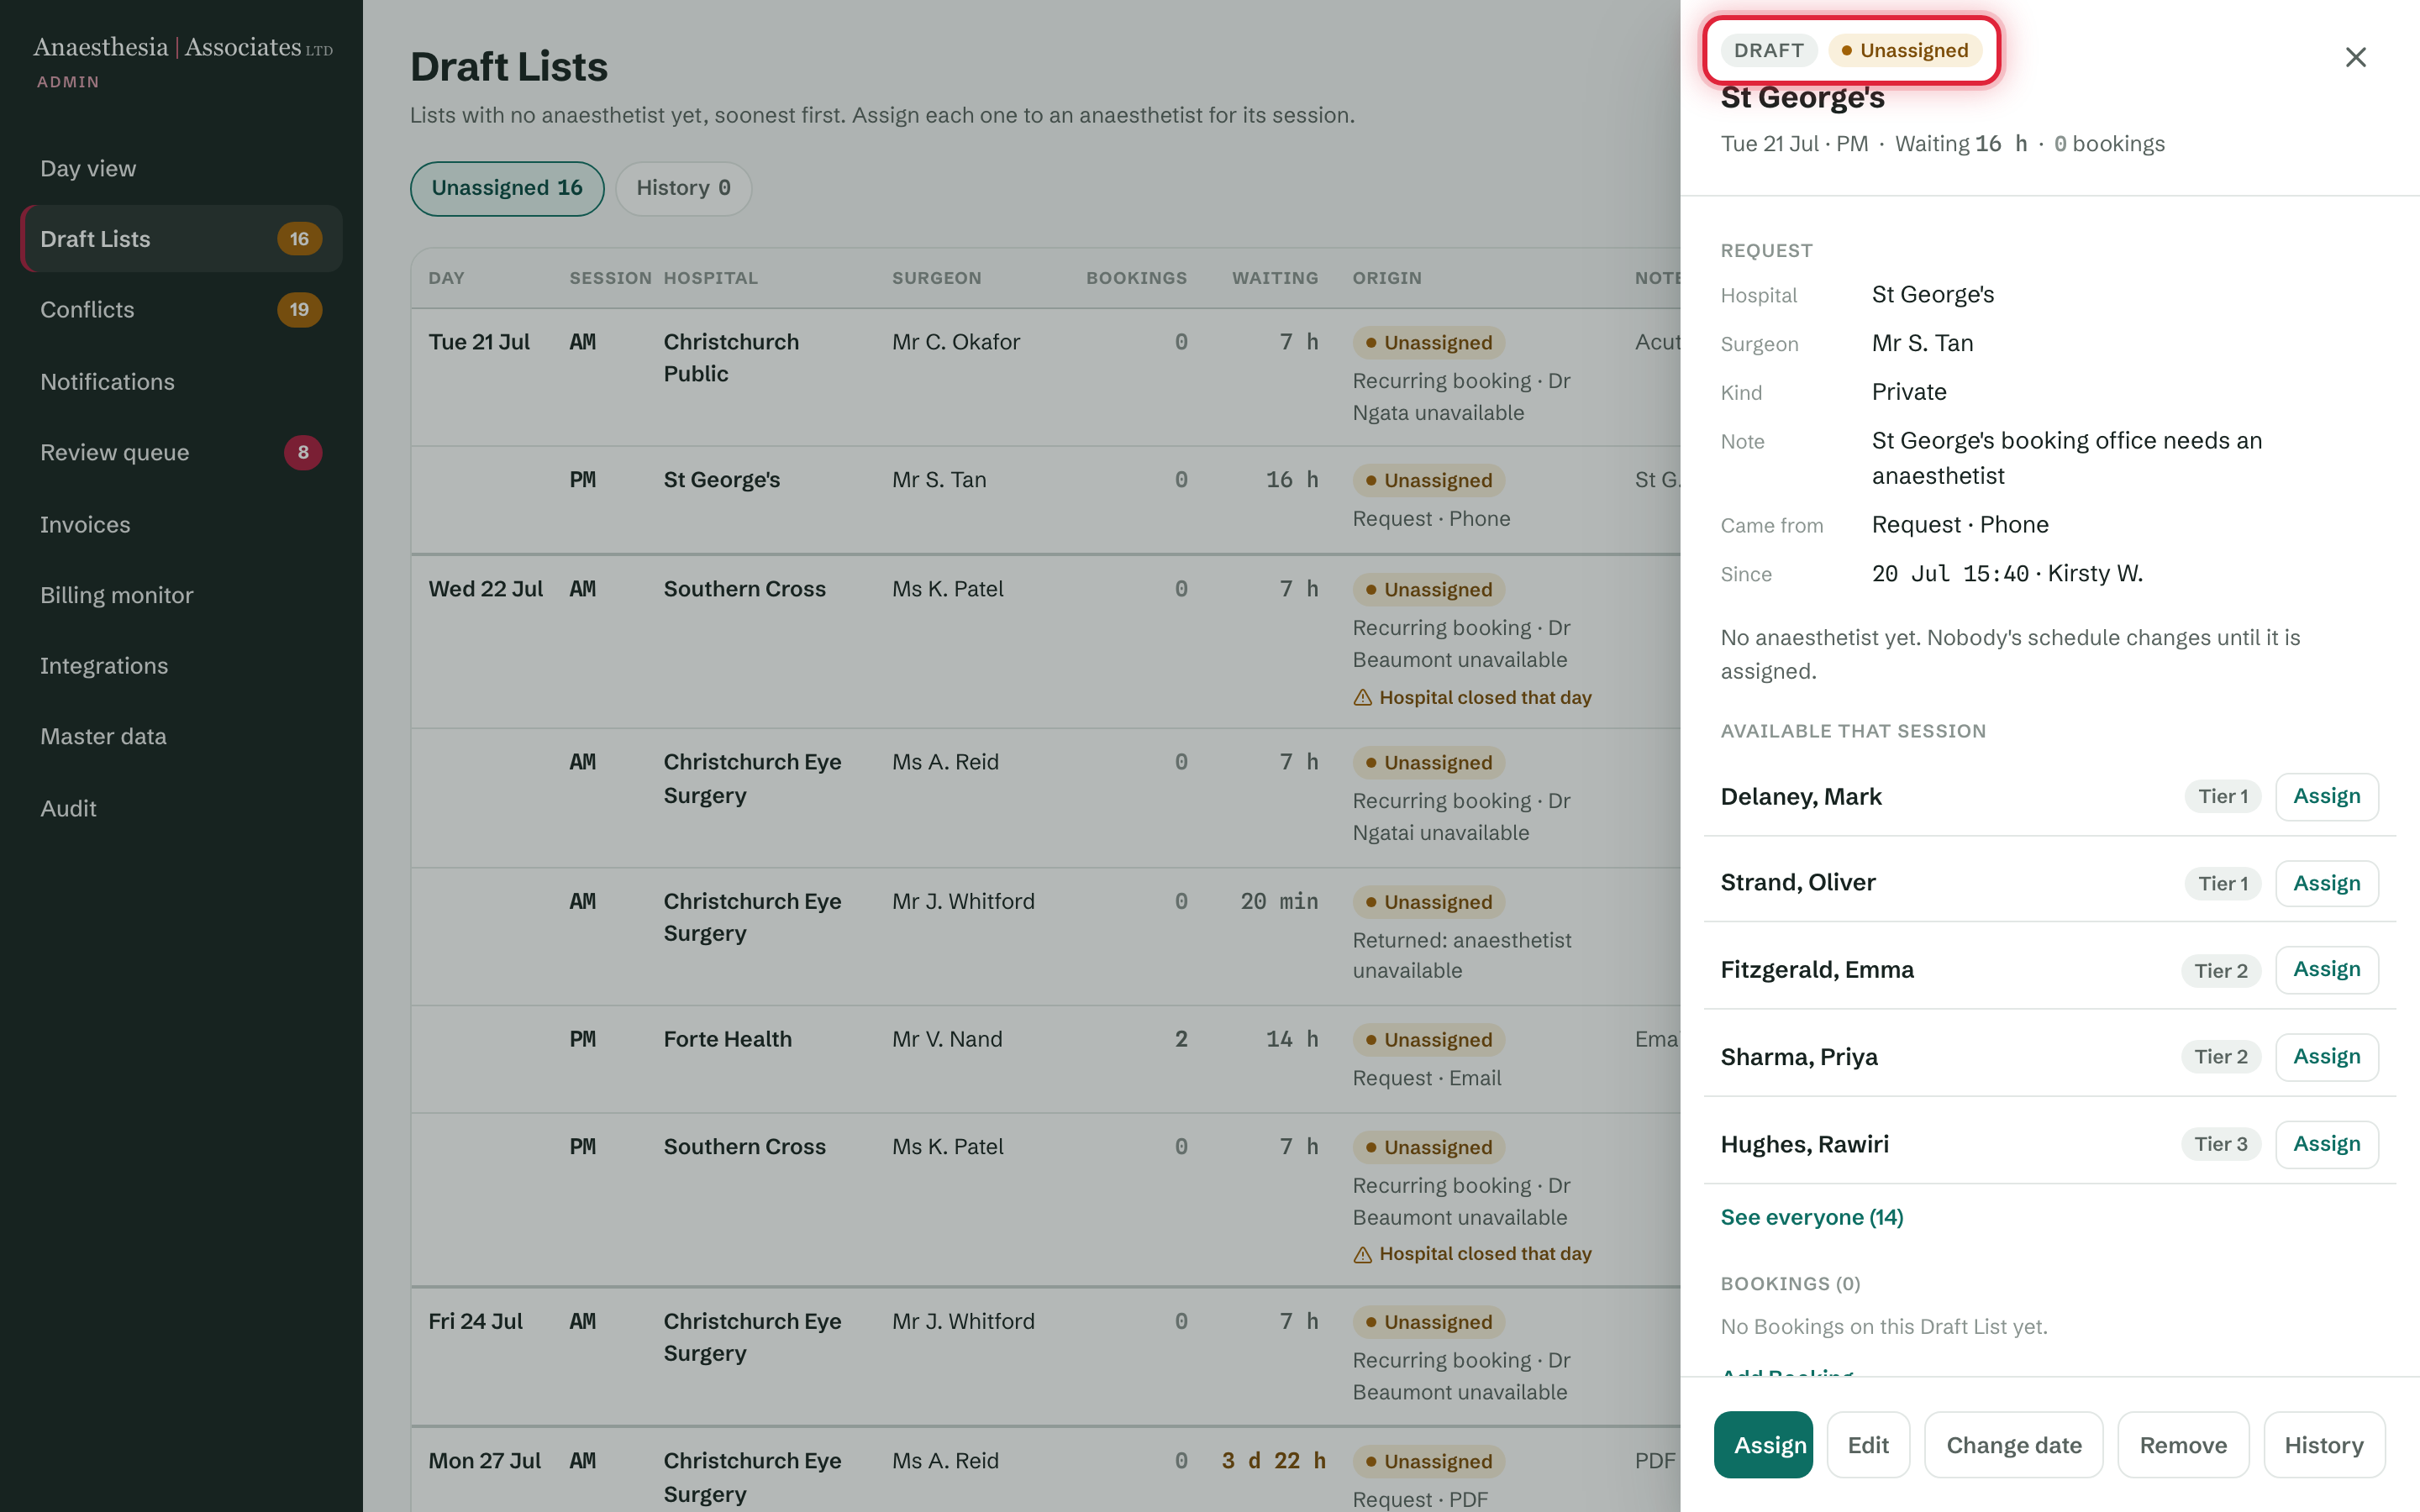 Anaesthesia | Associates LTD
ADMIN
Day view
Draft Lists 16
Conflicts 19
Notifications
Review queue 8
Invoices
Billing monitor
Integrations
Master data
Audit
Draft Lists
Lists with no anaesthetist yet, soonest first. Assign each one to an anaesthetist for its session.
Unassigned 16 History 0
DAY SESSION HOSPITAL SURGEON BOOKINGS WAITING ORIGIN
Tue 21 Jul AM Christchurch Public Mr C. Okafor 0 7 h Unassigned
Recurring booking · Dr
Ngata unavailable
PM St George's Mr S. Tan 0 16 h Unassigned St G.
Request · Phone
Wed 22 Jul AM Southern Cross Ms K. Patel 0 7 h Unassigned
Recurring booking · Dr
Beaumont unavailable
Hospital closed that day
AM Christchurch Eye Surgery Ms A. Reid 0 7 h Unassigned
Recurring booking · Dr
Ngatai unavailable
AM Christchurch Eye Surgery Mr J. Whitford 0 20 min Unassigned
Returned: anaesthetist
unavailable
PM Forte Health Mr V. Nand 2 14 h Unassigned
Request · Email
PM Southern Cross Ms K. Patel 0 7 h Unassigned
Recurring booking · Dr
Beaumont unavailable
Hospital closed that day
Fri 24 Jul AM Christchurch Eye Surgery Mr J. Whitford 0 7 h Unassigned
Recurring booking · Dr
Beaumont unavailable
Mon 27 Jul AM Christchurch Eye Surgery Ms A. Reid 0 3 d 22 h Unassigned PDF
Request · PDF
DRAFT Unassigned
St George's
Tue 21 Jul · PM · Waiting 16 h · 0 bookings
REQUEST
Hospital St George's
Surgeon Mr S. Tan
Kind Private
Note St George's booking office needs an
anaesthetist
Came from Request · Phone
Since 20 Jul 15:40 · Kirsty W.
No anaesthetist yet. Nobody's schedule changes until it is
assigned.
AVAILABLE THAT SESSION
Delaney, Mark Tier 1 Assign
Strand, Oliver Tier 1 Assign
Fitzgerald, Emma Tier 2 Assign
Sharma, Priya Tier 2 Assign
Hughes, Rawiri Tier 3 Assign
See everyone (14)
BOOKINGS (0)
No Bookings on this Draft List yet.
Add Booking
Assign Edit Change date Remove History